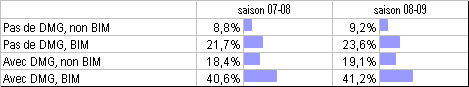 saison 07-08 saison 08-09
Pas de DMG, non BIM 8,8% 9,2%
Pas de DMG, BIM 21,7% 23,6%
Avec DMG, non BIM 18,4% 19,1%
Avec DMG, BIM 40,6% 41,2%